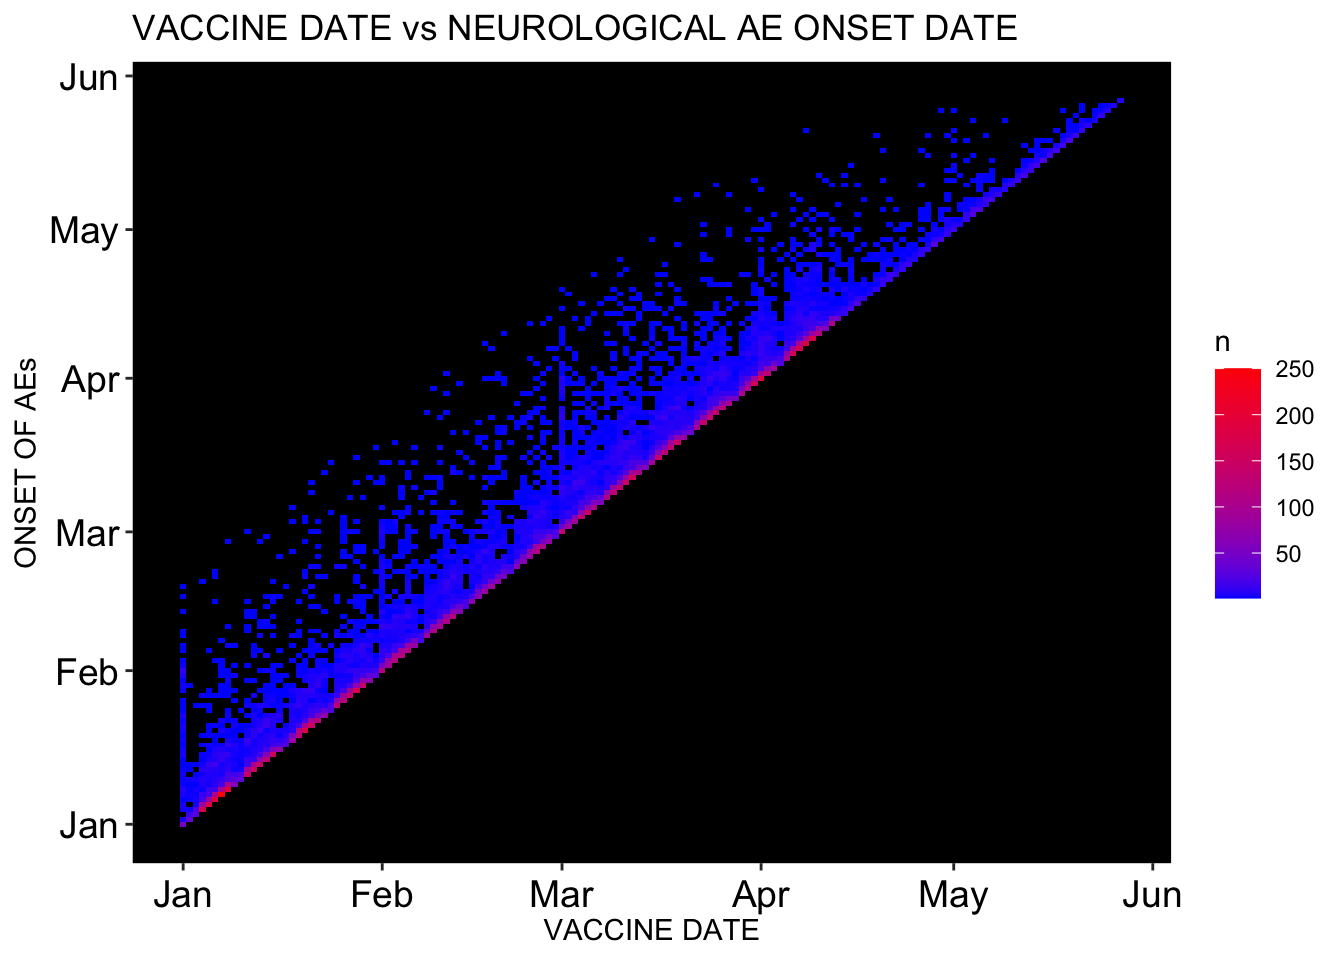 VACCINE DATE vs NEUROLOGICAL AE ONSET DATE
Jun
May
Apr
Mar
Feb
Jan
ONSET OF AEs
Jan Feb Mar Apr May Jun
VACCINE DATE
n
250
200
150
100
50